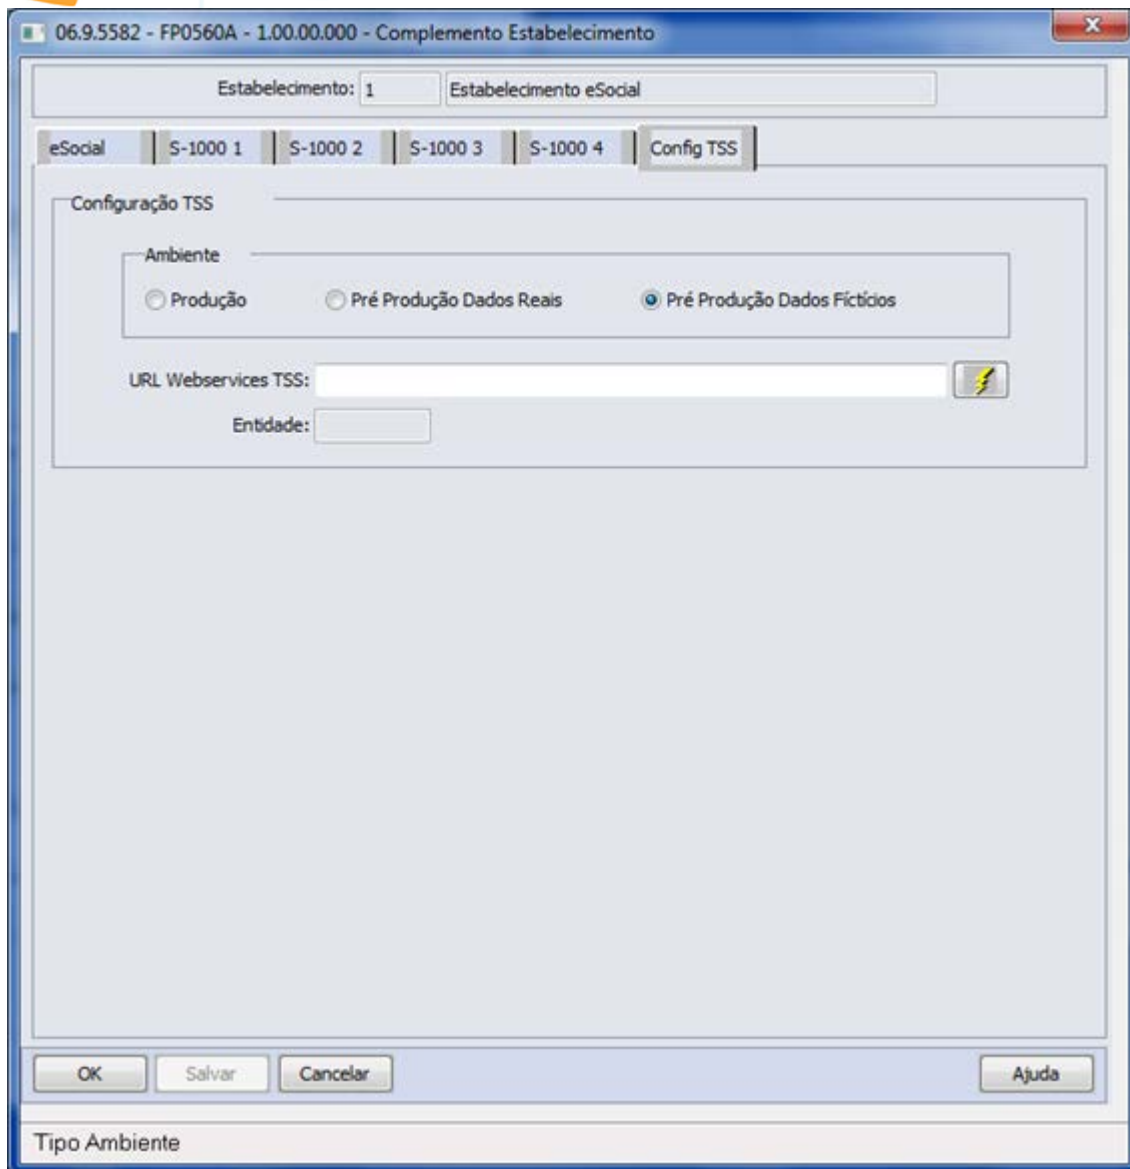 06.9.5582 - FP0560A - 1.00.00.000 - Complemento Estabelecimento
Estabelecimento: 1 Estabelecimento eSocial
eSocial S-1000 1 S-1000 2 S-1000 3 S-1000 4 Config TSS
Configuração TSS
Ambiente
Produção Pré Produção Dados Reais Pré Produção Dados Fíctícios
URL Webservices TSS:
Entidade:
OK Salvar Cancelar Ajuda
Tipo Ambiente